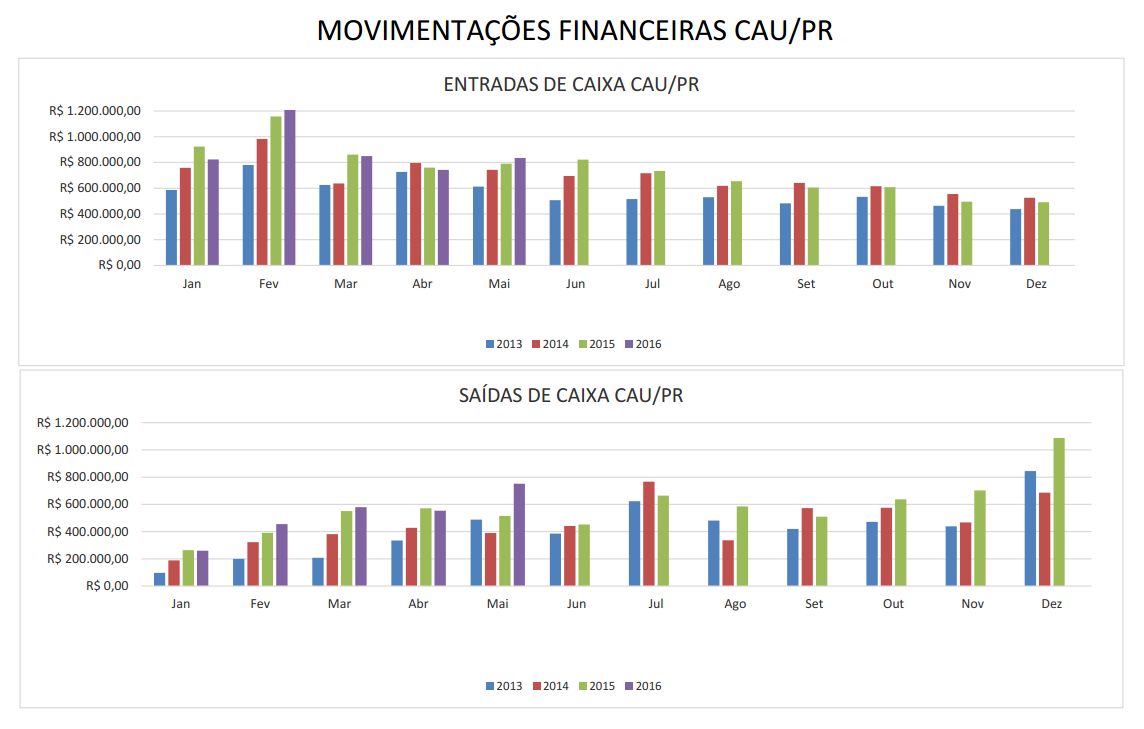 MOVIMENTAÇÕES FINANCEIRAS CAU/PR
ENTRADAS DE CAIXA CAU/PR
R$ 1.200.000,00
R$ 1.000.000,00
R$ 800.000,00
R$ 600.000,00
R$ 400.000,00
R$ 200.000,00
R$ 0,00
Jan Fev Mar Abr Mai Jun Jul Ago Set Out Nov Dez
2013 2014 2015 2016
SAÍDAS DE CAIXA CAU/PR
R$ 1.200.000,00
R$ 1.000.000,00
R$ 800.000,00
R$ 600.000,00
R$ 400.000,00
R$ 200.000,00
R$ 0,00
Jan Fev Mar Abr Mai Jun Jul Ago Set Out Nov Dez
2013 2014 2015 2016